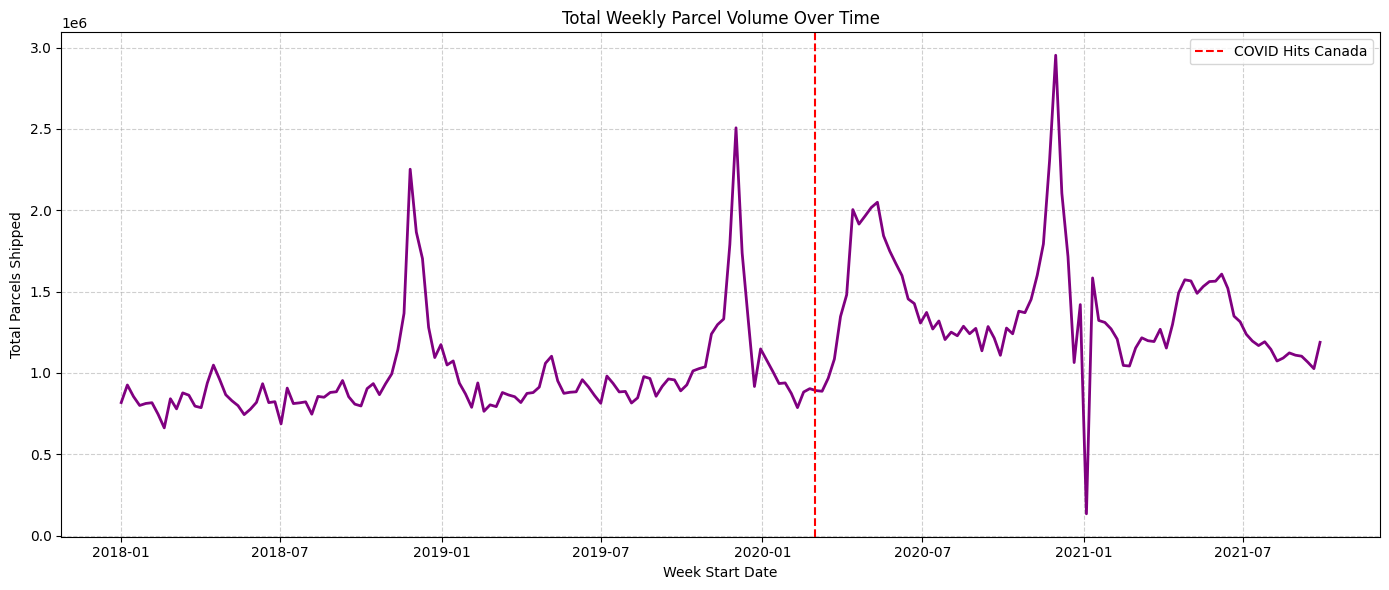 Total Weekly Parcel Volume Over Time
1e6
COVID Hits Canada
3.0
2.5
2.0
1.5
1.0
0.5
0.0
Total Parcels Shipped
2018-01 2018-07 2019-01 2019-07 2020-01 2020-07 2021-01 2021-07
Week Start Date